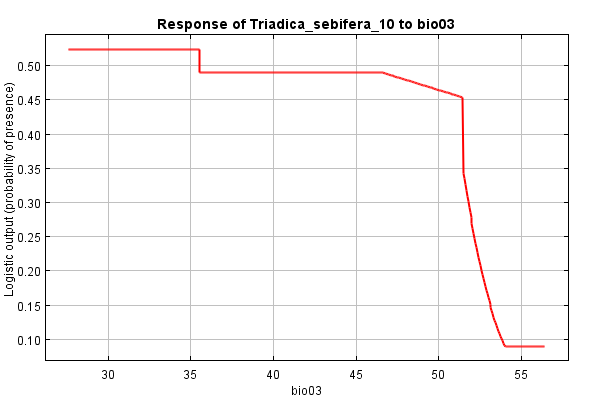 Response of Triadica_sebifera_10 to bio03
Logistic output (probability of presence)
0.50
0.45
0.40
0.35
0.30
0.25
0.20
0.15
0.10
30 35 40 45 50 55
bio03